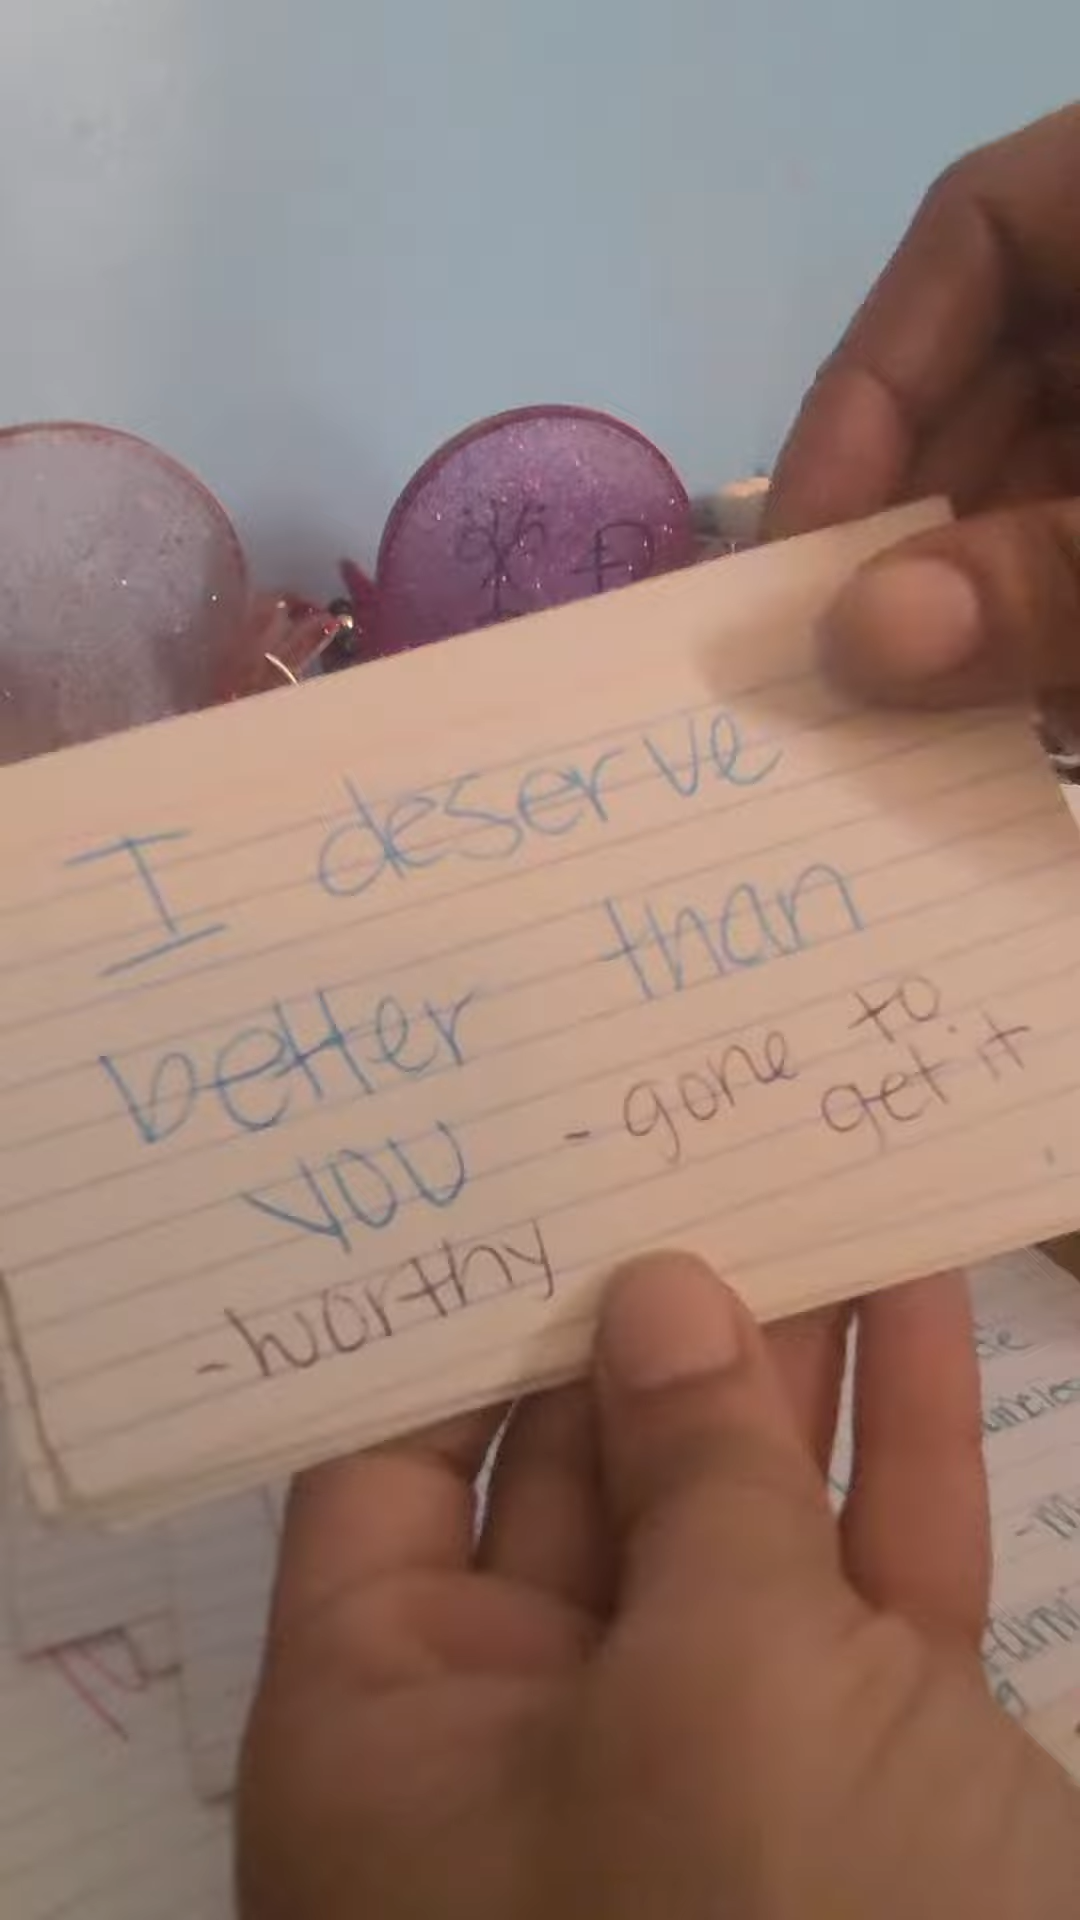 I deserve
better than
you - gone to
get it
- worthy